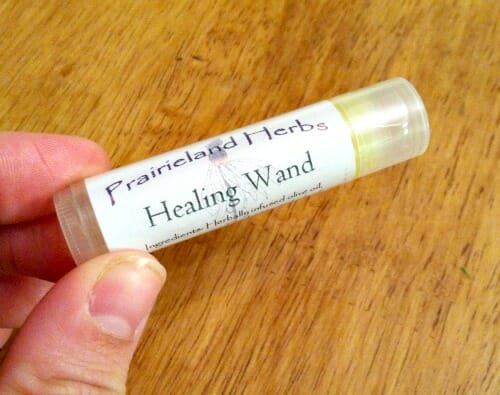 Prairieland Herbs
Healing Wand
Ingredients: Herbally infused olive oil,